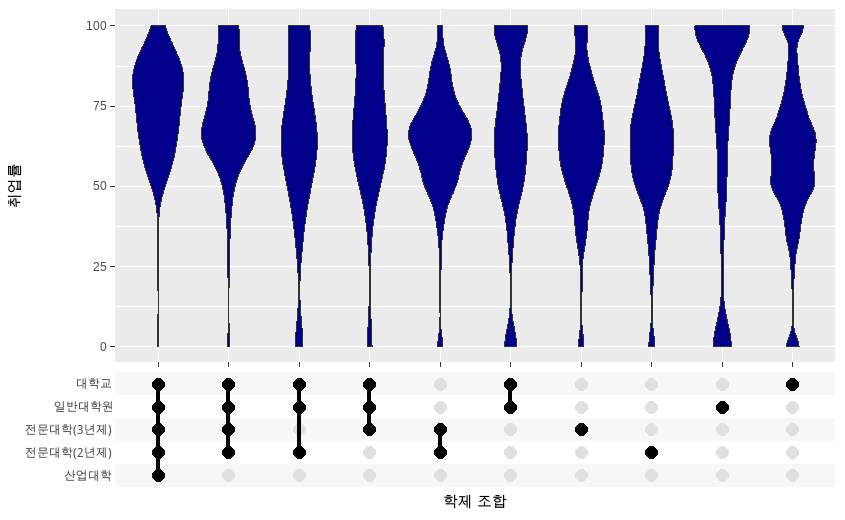 100
75
50
25
0
취업률
대학교
일반대학원
전문대학(3년제)
전문대학(2년제)
산업대학
학제 조합